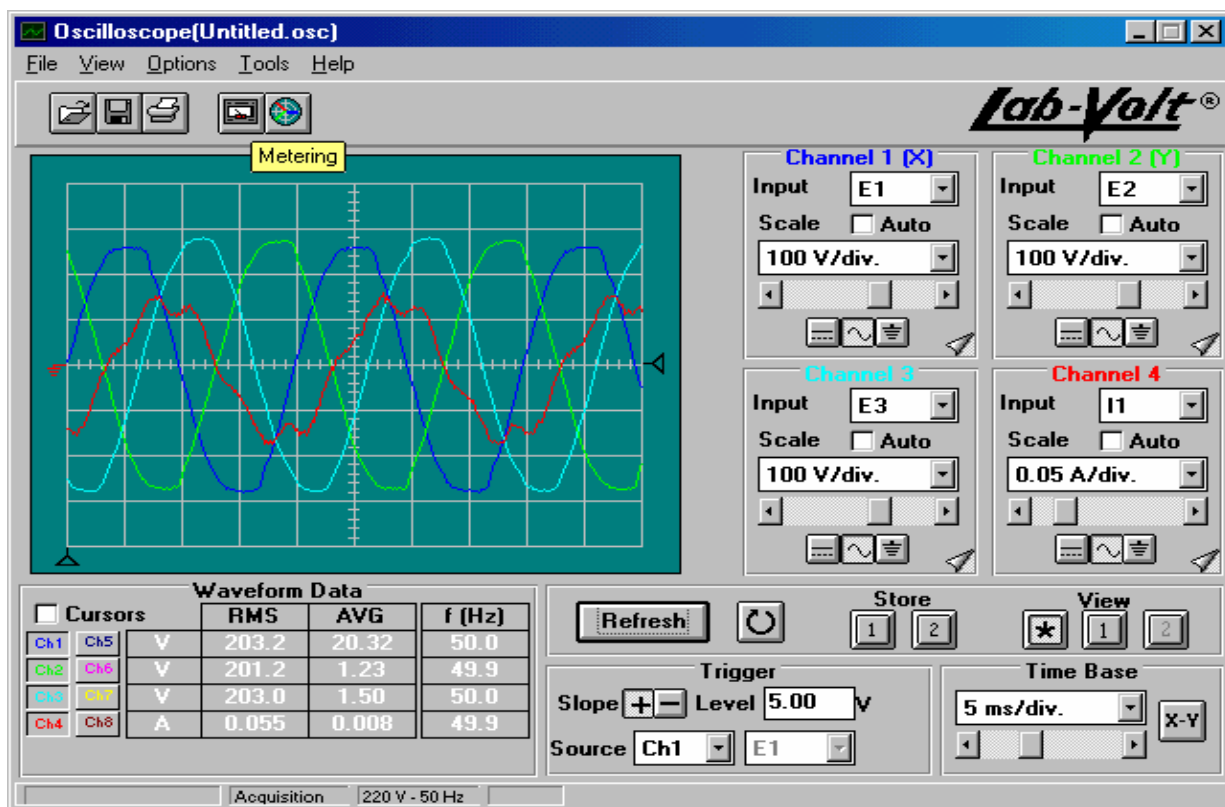 Oscilloscope(Untitled.osc)
File View Options Tools Help
Lab-Volt®
Metering
Channel 1 (X)
Input E1
Scale Auto
100 V/div.
Channel 2 (Y)
Input E2
Scale Auto
100 V/div.
Channel 3
Input E3
Scale Auto
100 V/div.
Channel 4
Input I1
Scale Auto
0.05 A/div.
Waveform Data
Cursors RMS AVG f (Hz)
Ch1 Ch5 V 203.2 20.32 50.0
Ch2 Ch6 V 201.2 1.23 49.9
Ch3 Ch7 V 203.0 1.50 50.0
Ch4 Ch8 A 0.055 0.008 49.9
Refresh
Store
1 2
View
* 1 2
Trigger
Slope + - Level 5.00 V
Source Ch1 E1
Time Base
5 ms/div.
X-Y
Acquisition 220 V - 50 Hz